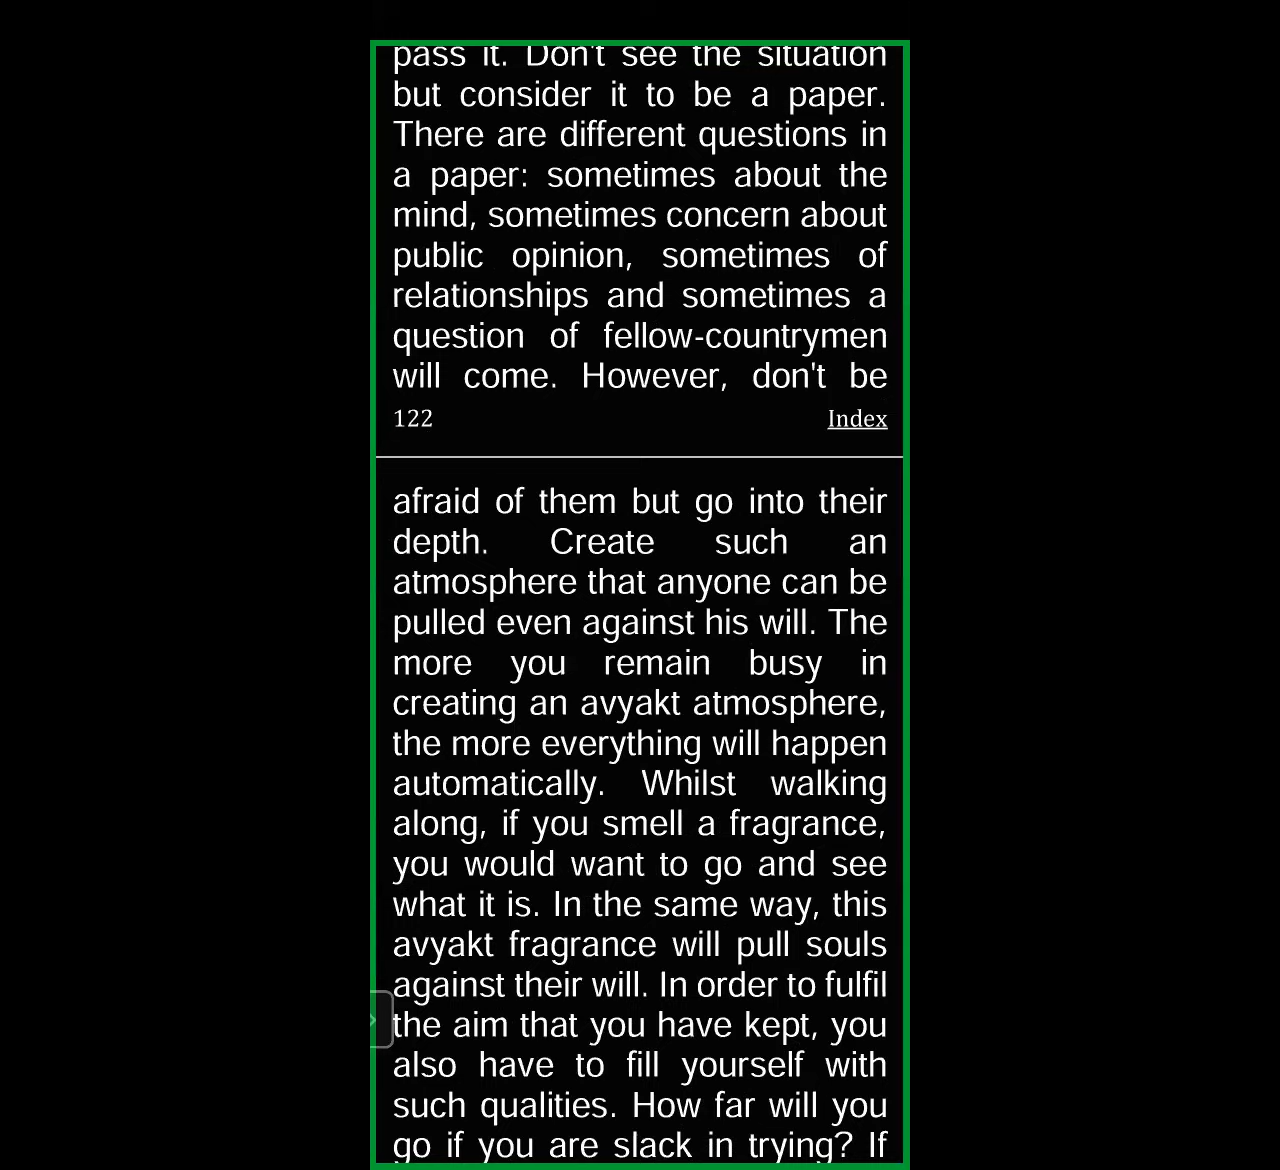 pass it. Don't see the situation
but consider it to be a paper.
There are different questions in
a paper: sometimes about the
mind, sometimes concern about
public opinion, sometimes of
relationships and sometimes a
question of fellow-countrymen
will come. However, don't be
122 Index
afraid of them but go into their
depth. Create such an
atmosphere that anyone can be
pulled even against his will. The
more you remain busy in
creating an avyakt atmosphere,
the more everything will happen
automatically. Whilst walking
along, if you smell a fragrance,
you would want to go and see
what it is. In the same way, this
avyakt fragrance will pull souls
against their will. In order to fulfil
the aim that you have kept, you
also have to fill yourself with
such qualities. How far will you
go if you are slack in trying? If